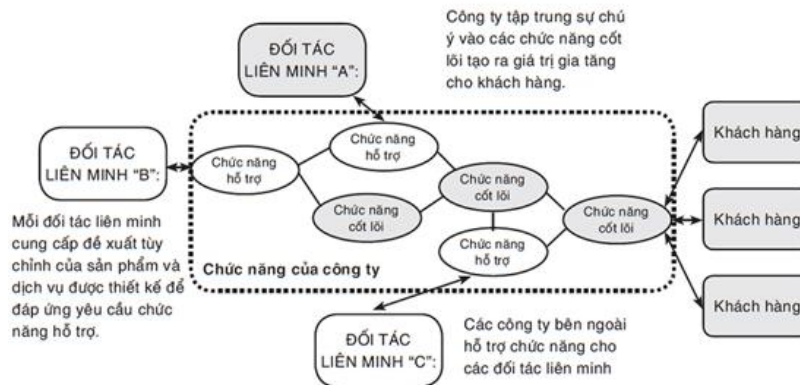 Công ty tập trung sự chú
ý vào các chức năng cốt
lõi tạo ra giá trị gia tăng
cho khách hàng.
ĐỐI TÁC
LIÊN MINH "A":
ĐỐI TÁC
LIÊN MINH "B":
Chức năng
hỗ trợ
Chức năng
hỗ trợ
Chức năng
cốt lõi
Chức năng
cốt lõi
Chức năng
hỗ trợ
Chức năng
cốt lõi
Khách hàng
Khách hàng
Khách hàng
Chức năng của công ty
Mỗi đối tác liên minh
cung cấp đề xuất tùy
chỉnh của sản phẩm và
dịch vụ được thiết kế để
đáp ứng yêu cầu chức
năng hỗ trợ.
ĐỐI TÁC
LIÊN MINH "C":
Các công ty bên ngoài
hỗ trợ chức năng cho
các đối tác liên minh